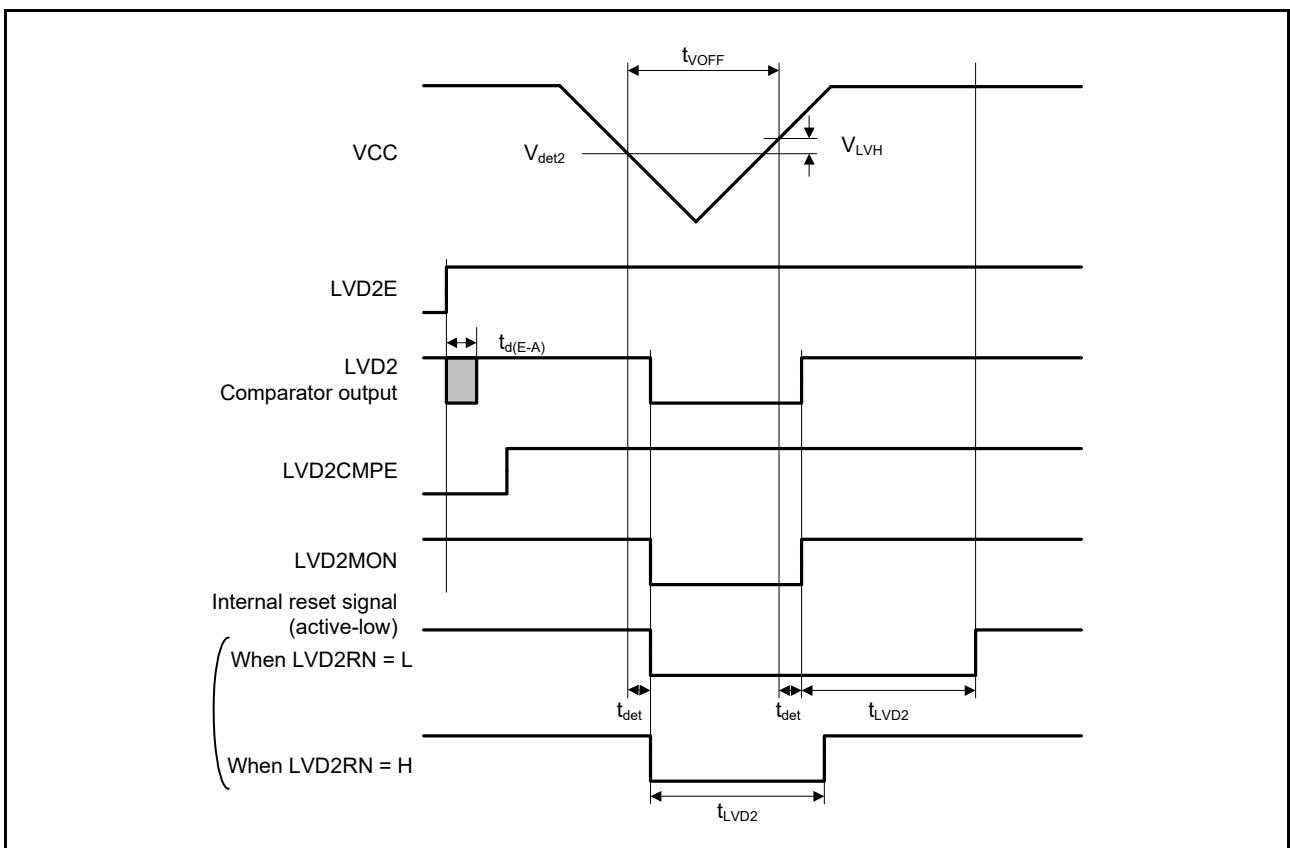 tVOFF
VCC
Vdet2
VLVH
LVD2E
td(E-A)
LVD2
Comparator output
LVD2CMPE
LVD2MON
Internal reset signal
(active-low)
When LVD2RN = L
tdet
tdet
tLVD2
When LVD2RN = H
tLVD2